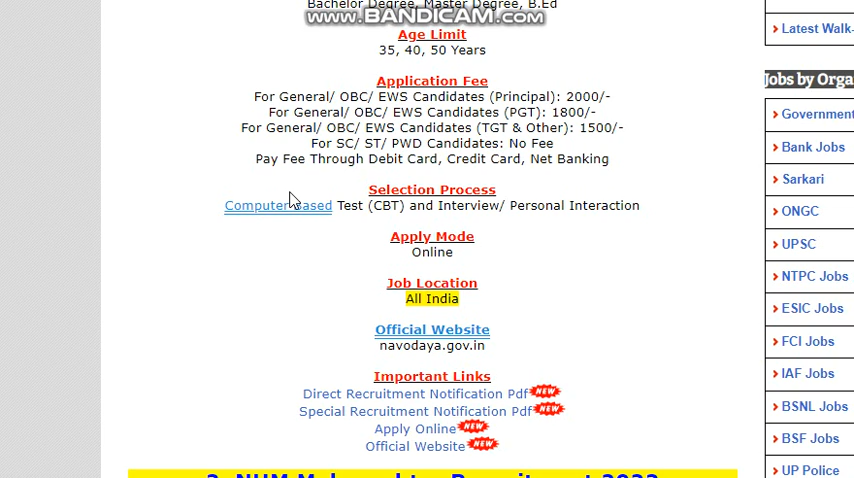 Bachelor Degree, Master Degree, B.Ed
WWW.BANDICAM.COM
Age Limit
35, 40, 50 Years
Application Fee
For General/ OBC/ EWS Candidates (Principal): 2000/-
For General/ OBC/ EWS Candidates (PGT): 1800/-
For General/ OBC/ EWS Candidates (TGT & Other): 1500/-
For SC/ ST/ PWD Candidates: No Fee
Pay Fee Through Debit Card, Credit Card, Net Banking
Selection Process
Computer Based Test (CBT) and Interview/ Personal Interaction
Apply Mode
Online
Job Location
All India
Official Website
navodaya.gov.in
Important Links
Direct Recruitment Notification Pdf NEW
Special Recruitment Notification Pdf NEW
Apply Online NEW
Official Website NEW
Latest Walk-
Jobs by Orga
Government
Bank Jobs
Sarkari
ONGC
UPSC
NTPC Jobs
ESIC Jobs
FCI Jobs
IAF Jobs
BSNL Jobs
BSF Jobs
UP Police